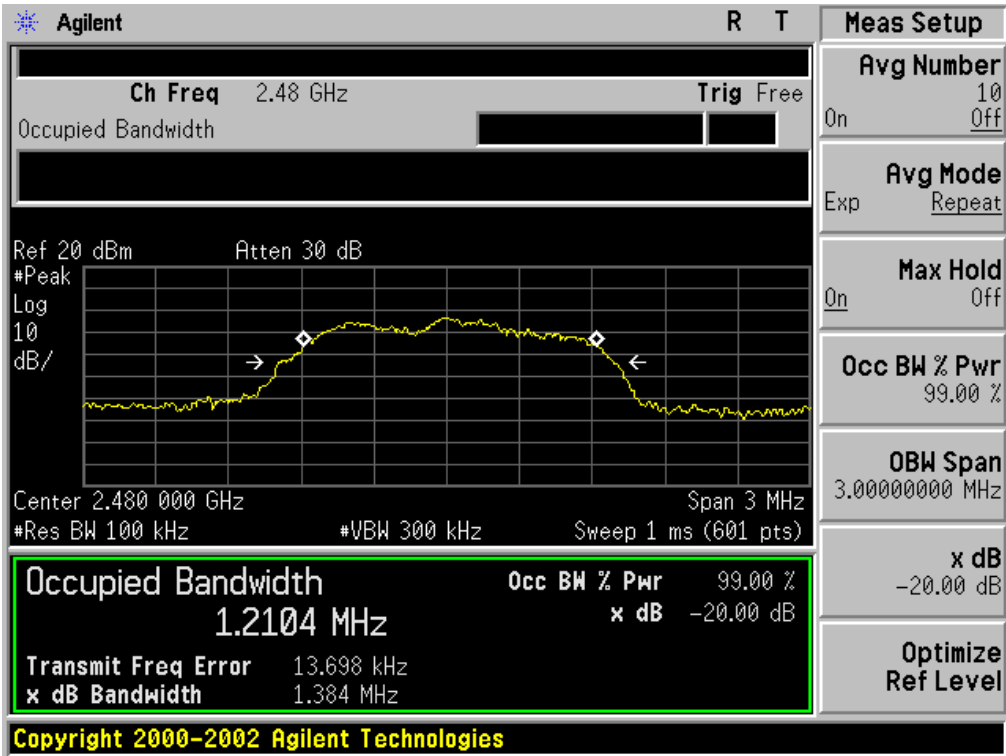 Agilent R T
Ch Freq 2.48 GHz Trig Free
Occupied Bandwidth
Ref 20 dBm Atten 30 dB
#Peak
Log
10
dB/
Center 2.480 000 GHz Span 3 MHz
#Res BW 100 kHz #VBW 300 kHz Sweep 1 ms (601 pts)
Occupied Bandwidth Occ BW % Pwr 99.00 %
1.2104 MHz x dB -20.00 dB
Transmit Freq Error 13.698 kHz
x dB Bandwidth 1.384 MHz
Copyright 2000-2002 Agilent Technologies
Meas Setup
Avg Number
10
On Off
Avg Mode
Exp Repeat
Max Hold
On Off
Occ BW % Pwr
99.00 %
OBW Span
3.00000000 MHz
x dB
-20.00 dB
Optimize
Ref Level